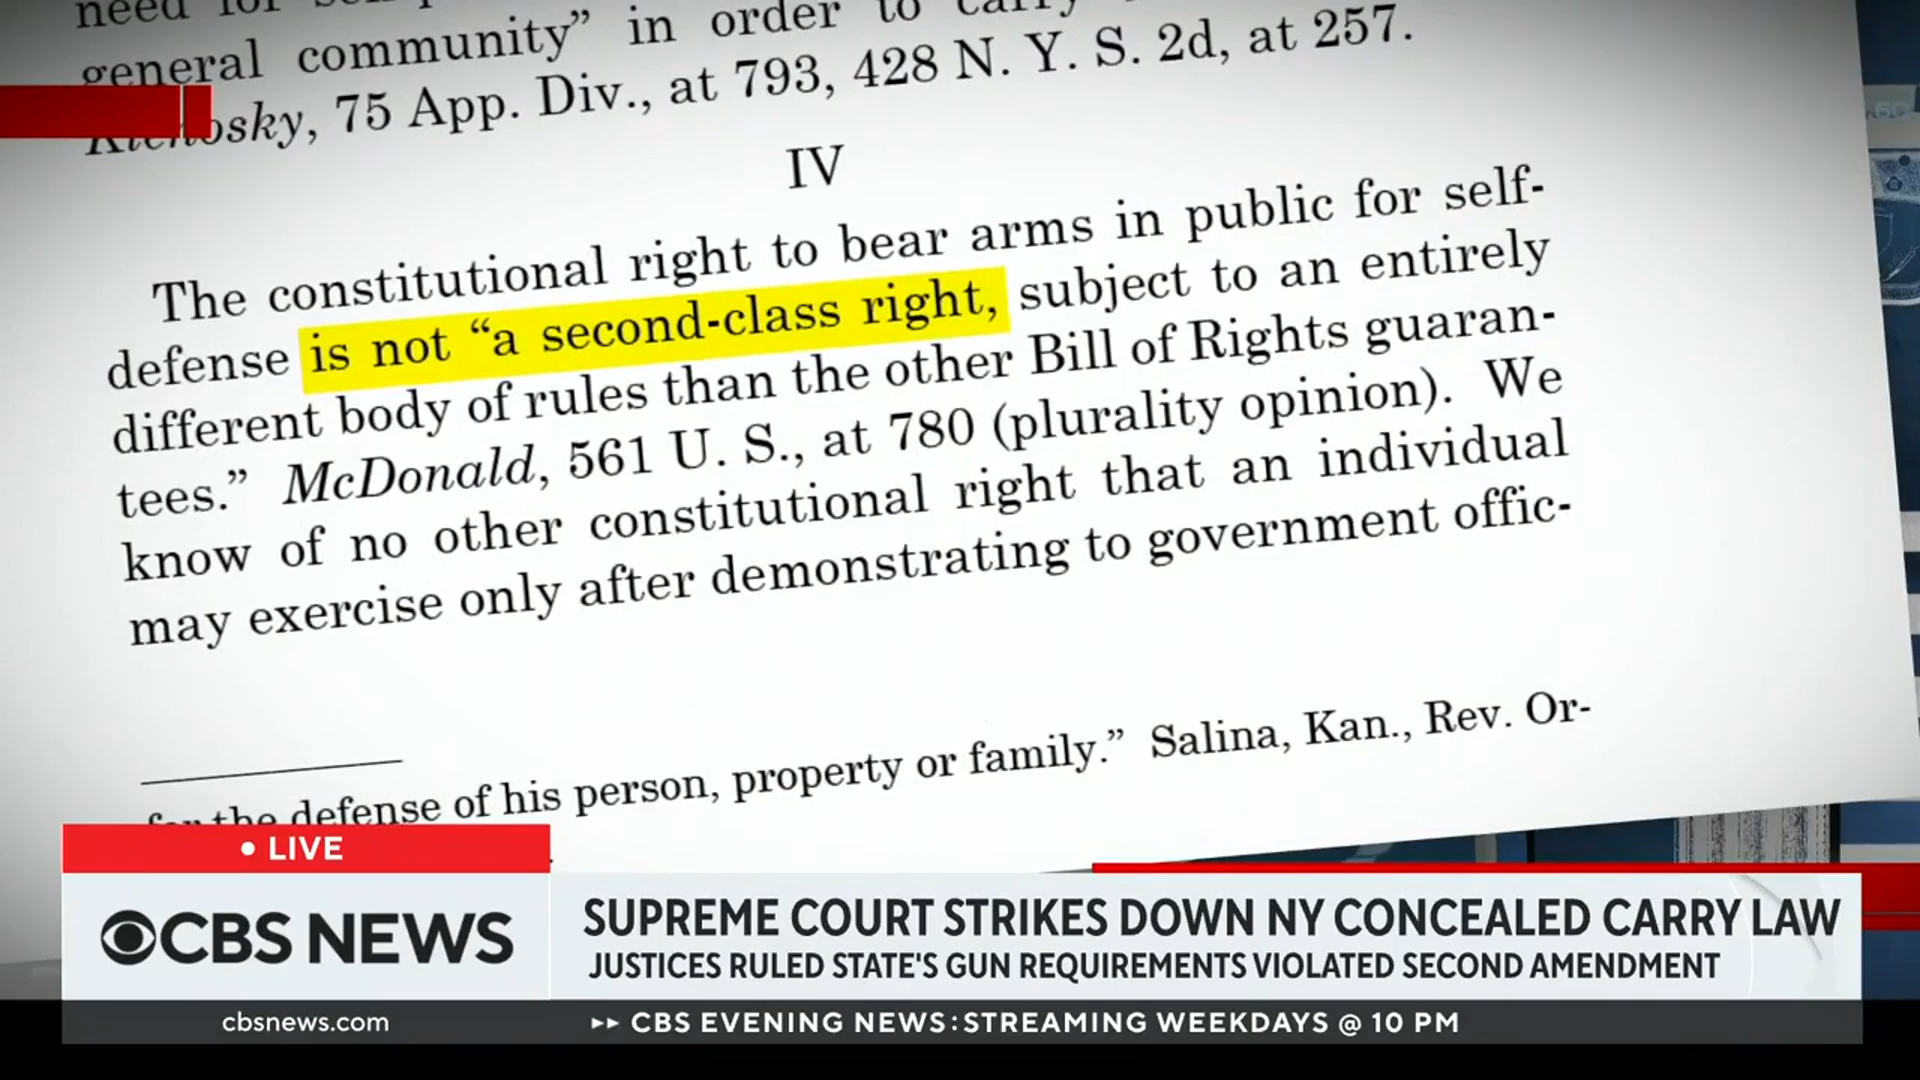 general community” in order to
Klenosky, 75 App. Div., at 793, 428 N. Y. S. 2d, at 257.
IV
The constitutional right to bear arms in public for self-
defense is not “a second-class right, subject to an entirely
different body of rules than the other Bill of Rights guaran-
tees.” McDonald, 561 U. S., at 780 (plurality opinion). We
know of no other constitutional right that an individual
may exercise only after demonstrating to government offic-
for the defense of his person, property or family.” Salina, Kan., Rev. Or-
• LIVE
CBS NEWS
SUPREME COURT STRIKES DOWN NY CONCEALED CARRY LAW
JUSTICES RULED STATE'S GUN REQUIREMENTS VIOLATED SECOND AMENDMENT
cbsnews.com
CBS EVENING NEWS: STREAMING WEEKDAYS @ 10 PM